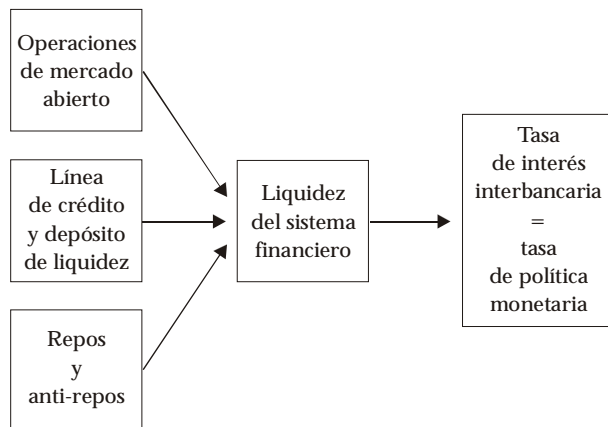 Operaciones
de mercado
abierto
Línea
de crédito
y depósito
de liquidez
Repos
y
anti-repos
Liquidez
del sistema
financiero
Tasa
de interés
interbancaria
=
tasa
de política
monetaria